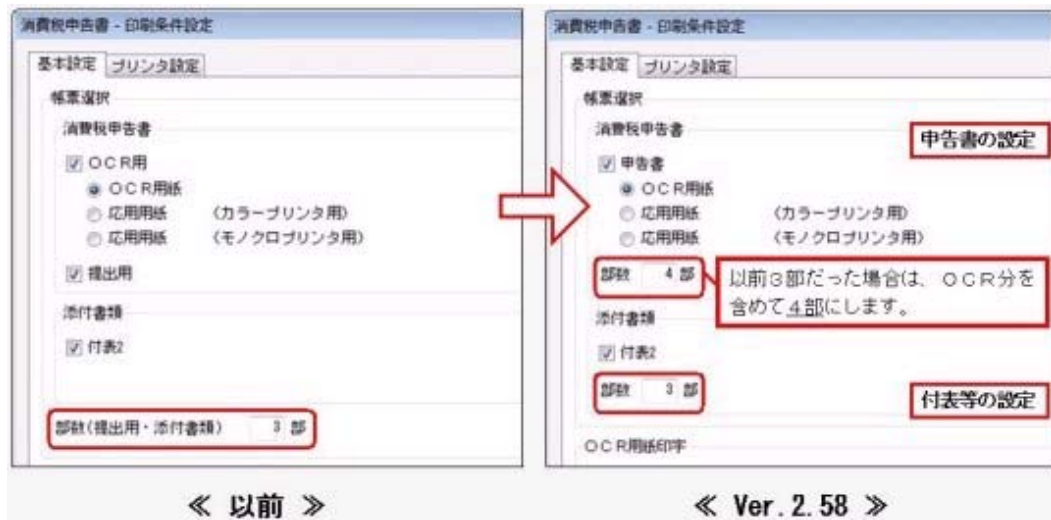 消費税申告書 - 印刷条件設定
基本設定 プリンタ設定
帳票選択
消費税申告書
OCR用
OCR用紙
応用用紙 (カラープリンタ用)
応用用紙 (モノクロプリンタ用)
提出用
添付書類
付表2
部数(提出用・添付書類) 3 部
≪ 以前 ≫
消費税申告書 - 印刷条件設定
基本設定 プリンタ設定
帳票選択
消費税申告書
申告書の設定
申告書
OCR用紙
応用用紙 (カラープリンタ用)
応用用紙 (モノクロプリンタ用)
部数 4 部
以前3部だった場合は、OCR分を
含めて4部にします。
添付書類
付表2
部数 3 部
付表等の設定
OCR用紙印字
≪ Ver.2.58 ≫